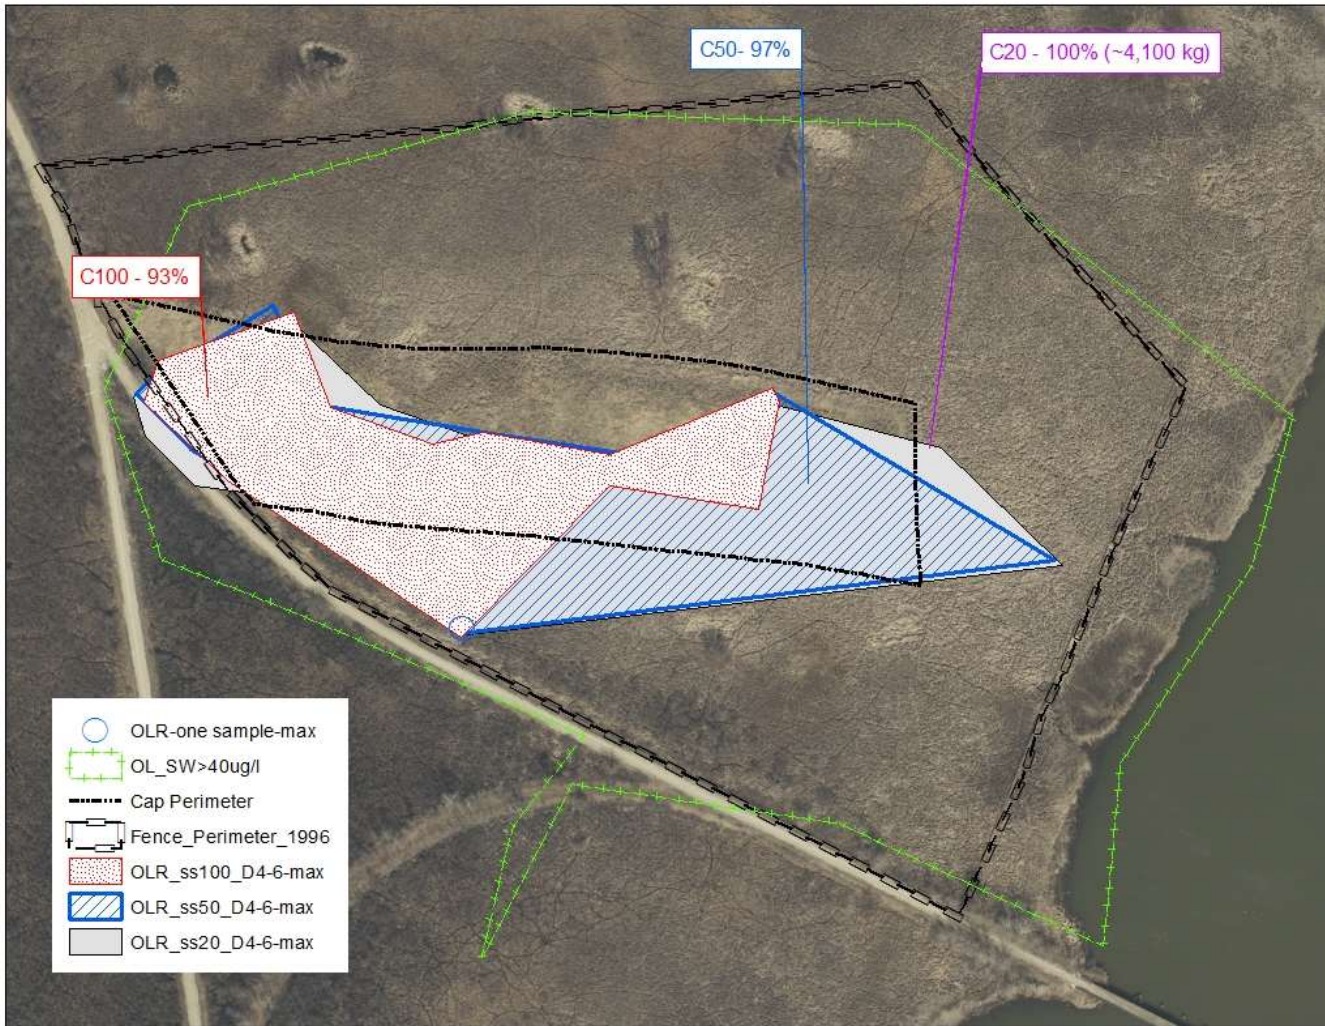 C50- 97%
C20 - 100% (~4,100 kg)
C100 - 93%
OLR-one sample-max
OL_SW>40ug/l
Cap Perimeter
Fence_Perimeter_1996
OLR_ss100_D4-6-max
OLR_ss50_D4-6-max
OLR_ss20_D4-6-max